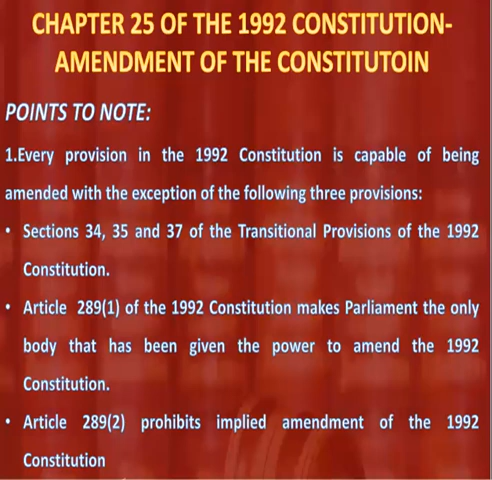 CHAPTER 25 OF THE 1992 CONSTITUTION-
AMENDMENT OF THE CONSTITUTOIN
POINTS TO NOTE:
1.Every provision in the 1992 Constitution is capable of being
amended with the exception of the following three provisions:
• Sections 34, 35 and 37 of the Transitional Provisions of the 1992
Constitution.
• Article 289(1) of the 1992 Constitution makes Parliament the only
body that has been given the power to amend the 1992
Constitution.
• Article 289(2) prohibits implied amendment of the 1992
Constitution